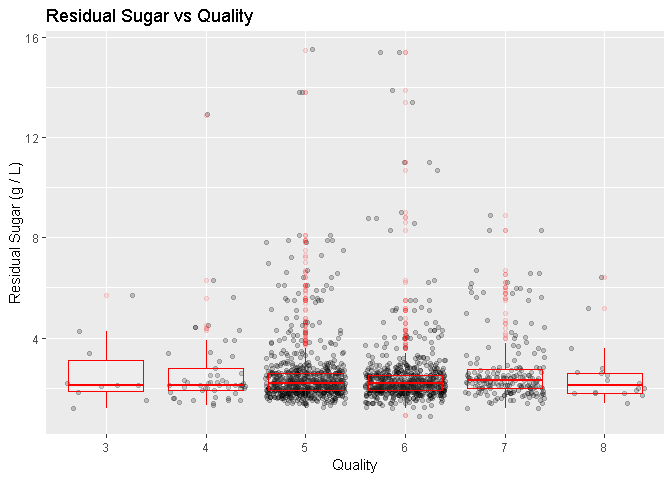 Residual Sugar vs Quality
16
12
8
4
Residual Sugar (g / L)
3 4 5 6 7 8
Quality